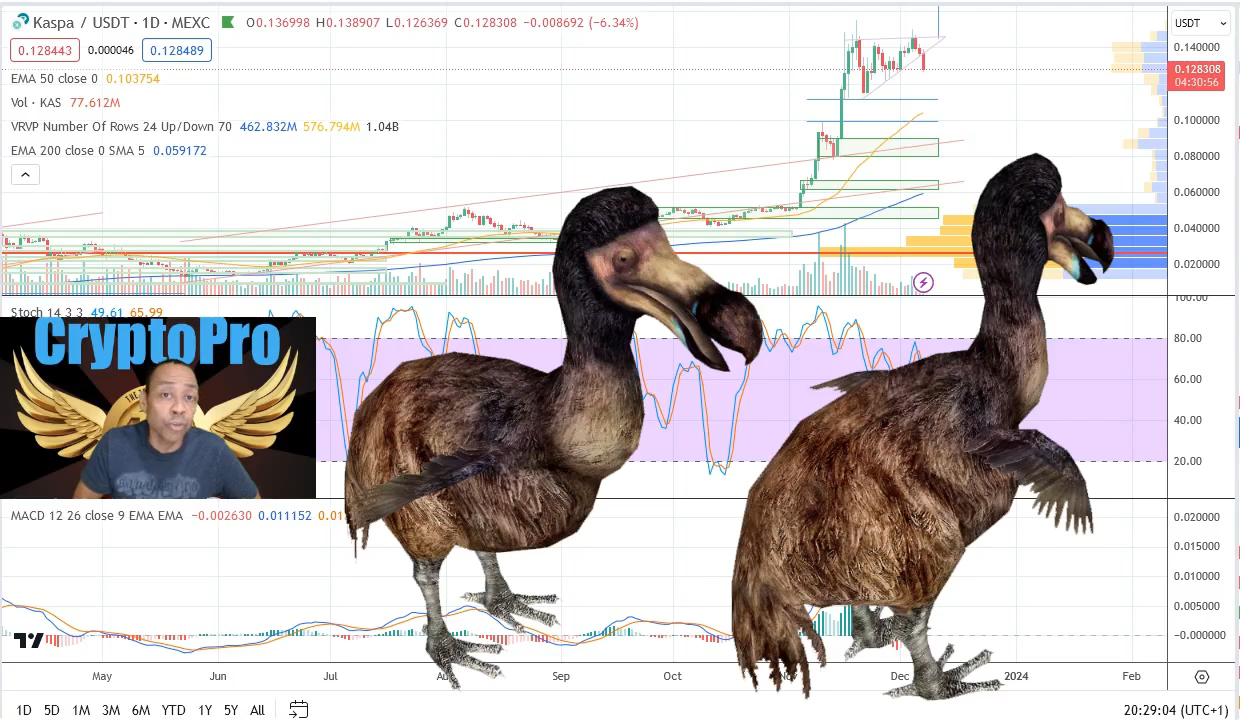 Kaspa / USDT · 1D · MEXC O0.136998 H0.138907 L0.126369 C0.128308 −0.008692 (−6.34%)
USDT
0.128443 0.000046 0.128489
EMA 50 close 0 0.103754
Vol · KAS 77.612M
VRVP Number Of Rows 24 Up/Down 70 462.832M 576.794M 1.04B
EMA 200 close 0 SMA 5 0.059172
0.140000
0.128308
04:30:56
0.100000
0.080000
0.060000
0.040000
0.020000
Stoch 14 3 3 49.61 65.99
100.00
80.00
60.00
40.00
20.00
CryptoPro
THE
MACD 12 26 close 9 EMA EMA −0.002630 0.011152 0.01
0.020000
0.015000
0.010000
0.005000
−0.000000
May Jun Jul Sep Oct Dec 2024 Feb
1D 5D 1M 3M 6M YTD 1Y 5Y All
20:29:04 (UTC+1)